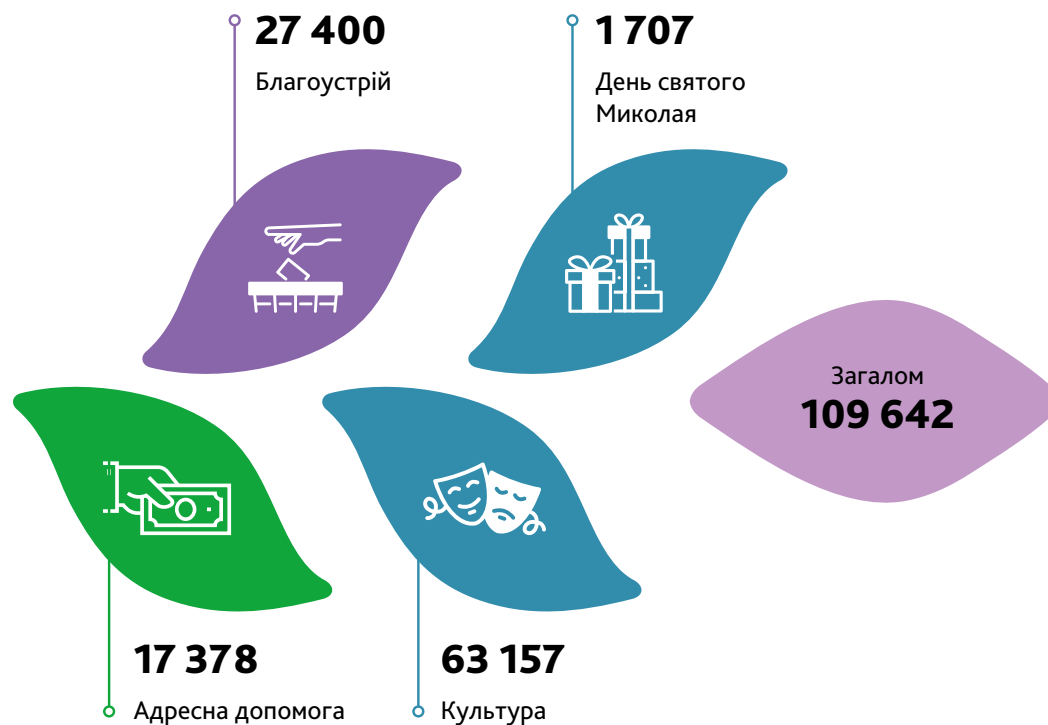 27 400
Благоустрій
1 707
День святого
Миколая
Загалом
109 642
17 378
Адресна допомога
63 157
Культура